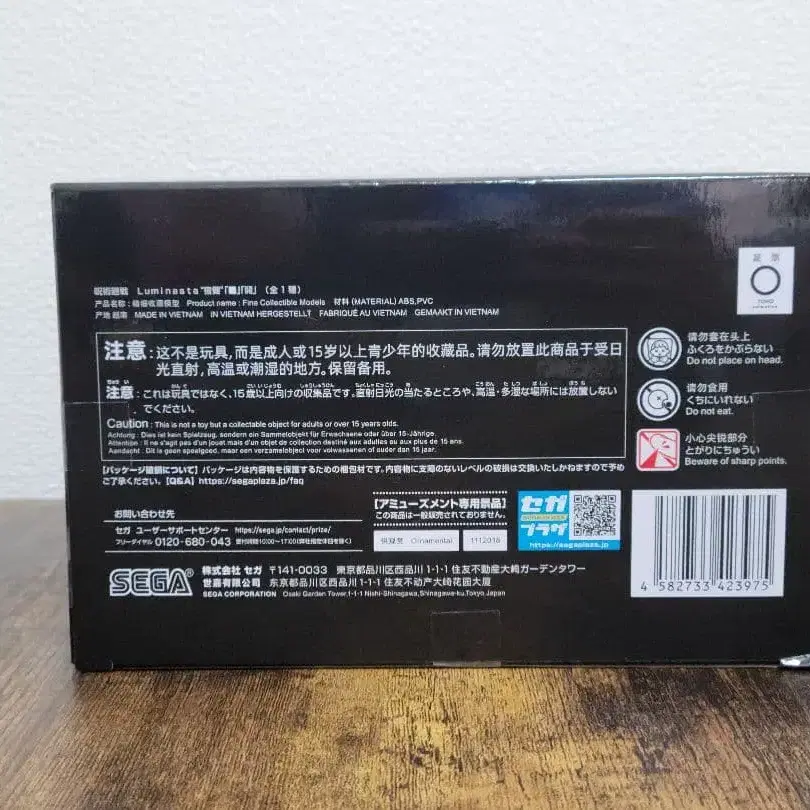 呪術廻戦 Luminasta"宿儺"「竈」「開」 (全1種)
产品名称：精细收藏模型 Product name : Fine Collectible Models 材料 (MATERIAL) ABS, PVC
产地 越南 MADE IN VIETNAM IN VIETNAM HERGESTELLT FABRIQUÉ AU VIETNAM GEMAAKT IN VIETNAM
注意：这不是玩具，而是成人或15岁以上青少年的收藏品。请勿放置此商品于受日
光直射，高温或潮湿的地方。保留备用。
注意：これは玩具ではなく、15歳以上向けの収集品です。直射日光の当たるところや、高温・多湿な場所には放置しない
でください。
Caution : This is not a toy but a collectable object for adults or over 15 years olds.
Achtung : Dies ist kein Spielzeug, sondern ein Sammelobjekt für Erwachsene oder über 15-Jährige.
Attention : Il ne s'agit pas d'un jouet mais d'un objet de collection destiné aux adultes ou aux plus de 15 ans.
Aandacht : Dit is geen speelgoed, maar een verzamelobject voor volwassenen of ouder dan 15 jaar.
【パッケージ破損について】パッケージは内容物を保護するための梱包材です。内容物に支障のないレベルの破損は交換いたしかねますので予め
ご了承ください。【Q&A】https://segaplaza.jp/faq
お問い合わせ先
セガ ユーザーサポートセンター https://sega.jp/contact/prize/
フリーダイヤル 0120-680-043 受付時間10:00～17:00(弊社指定休日を除く)
【アミューズメント専用景品】
この商品は一般販売されておりません。
Ornamental
1112018
セガ
プラザ
https://segaplaza.jp
SEGA
株式会社 セガ 〒141-0033 東京都品川区西品川1-1-1 住友不動産大崎ガーデンタワー
世嘉有限公司 东京都品川区西品川1-1-1 住友不动产大崎花园大厦
SEGA CORPORATION Osaki Garden Tower, 1-1-1 Nishi-Shinagawa, Shinagawa-ku, Tokyo, Japan
TOHO
animation
请勿套在头上
ふくろをかぶらない
Do not place on head.
请勿食用
くちにいれない
Do not eat.
小心尖锐部分
とがりにちゅうい
Beware of sharp points.
4 582733 423975